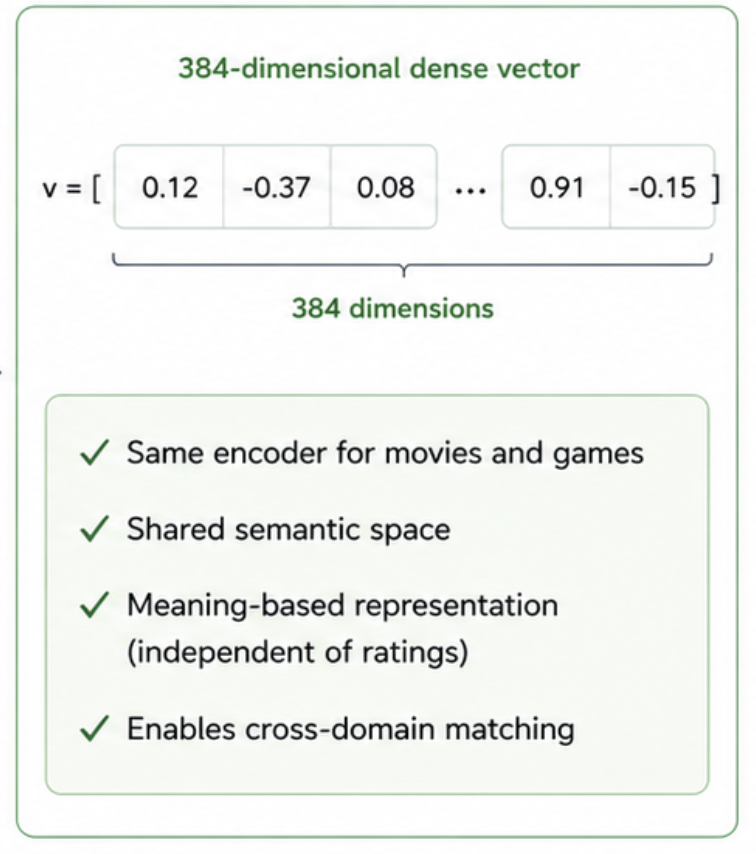 384-dimensional dense vector
v = [ 0.12 -0.37 0.08 ... 0.91 -0.15 ]
384 dimensions
✓ Same encoder for movies and games
✓ Shared semantic space
✓ Meaning-based representation
(independent of ratings)
✓ Enables cross-domain matching